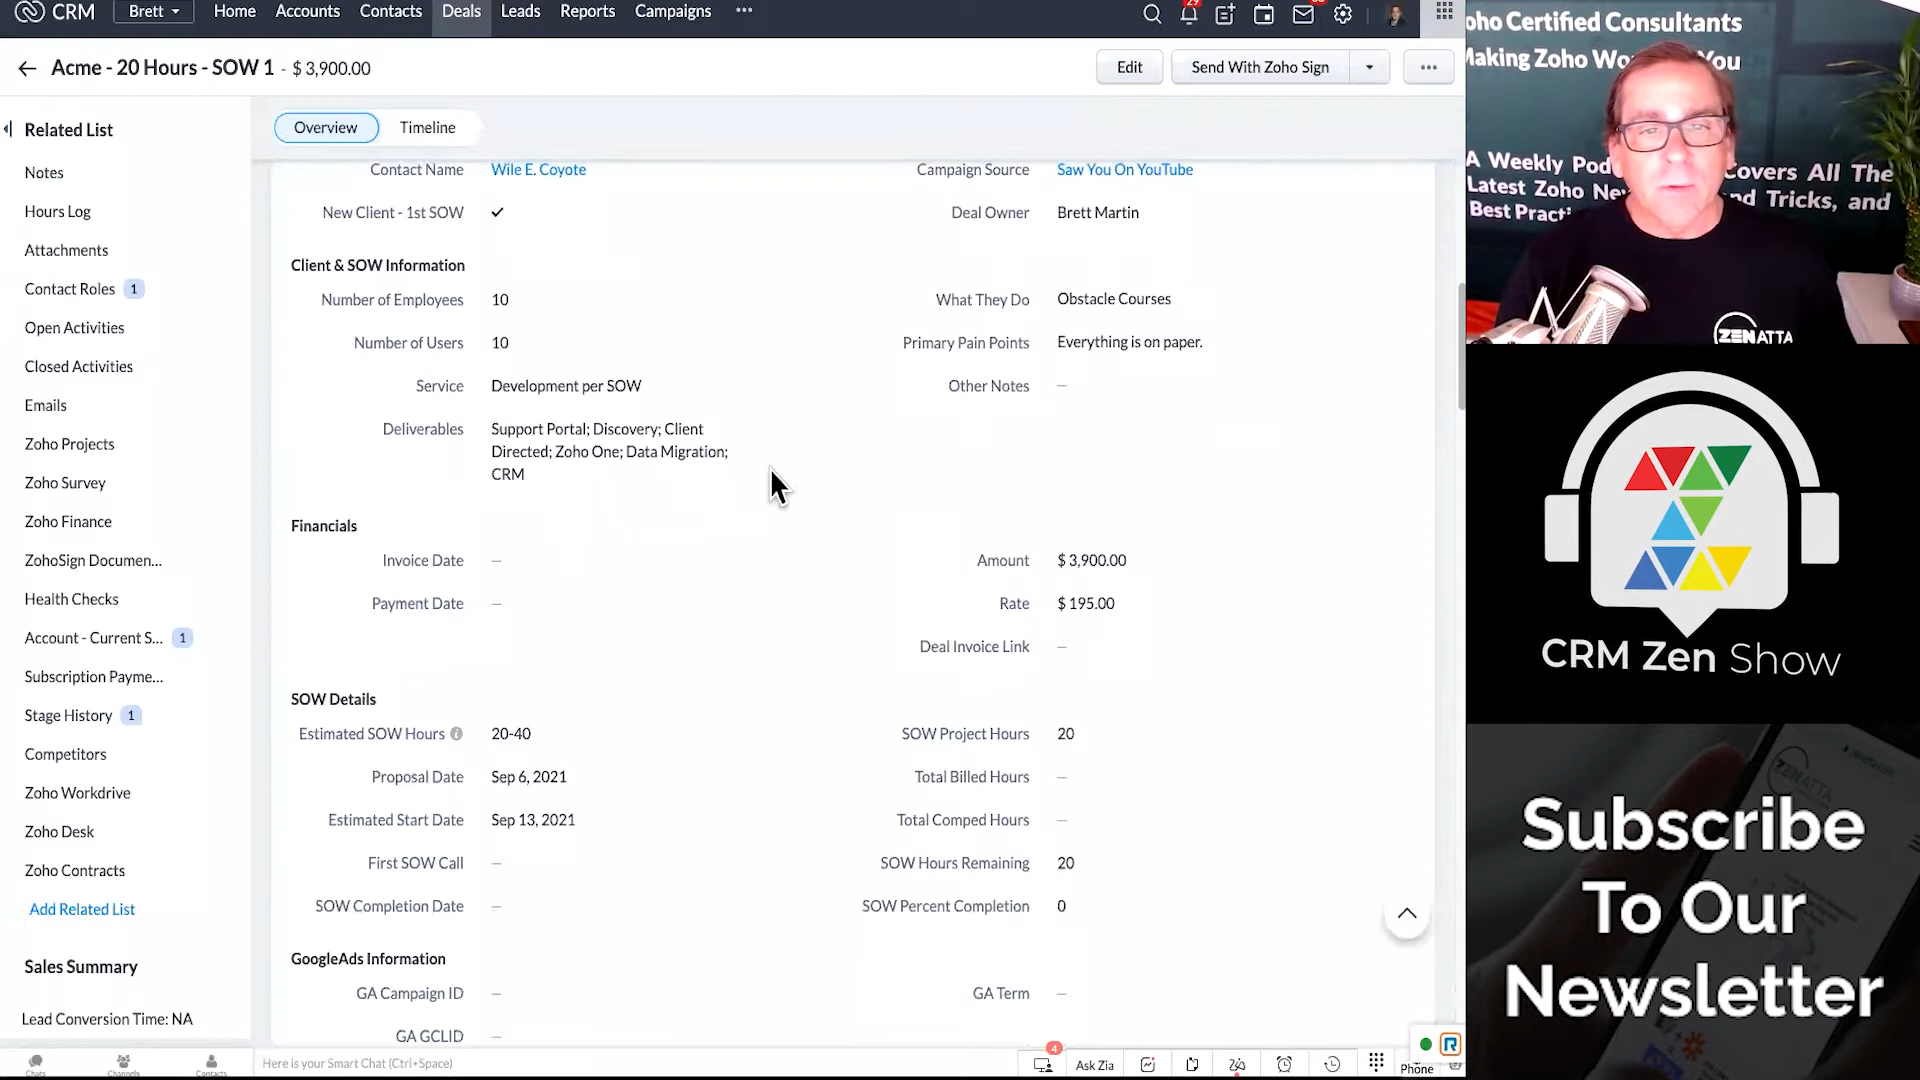 CRM
Brett
Home
Accounts
Contacts
Deals
Leads
Reports
Campaigns
...
29
Acme - 20 Hours - SOW 1 - $ 3,900.00
Edit
Send With Zoho Sign
...
Related List
Notes
Hours Log
Attachments
Contact Roles 1
Open Activities
Closed Activities
Emails
Zoho Projects
Zoho Survey
Zoho Finance
ZohoSign Documen...
Health Checks
Account - Current S... 1
Subscription Payme...
Stage History 1
Competitors
Zoho Workdrive
Zoho Desk
Zoho Contracts
Add Related List
Sales Summary
Lead Conversion Time: NA
Overview
Timeline
Contact Name Wile E. Coyote
Campaign Source Saw You On YouTube
New Client - 1st SOW ✓
Deal Owner Brett Martin
Client & SOW Information
Number of Employees 10
What They Do Obstacle Courses
Number of Users 10
Primary Pain Points Everything is on paper.
Service Development per SOW
Other Notes —
Deliverables Support Portal; Discovery; Client
Directed; Zoho One; Data Migration;
CRM
Financials
Invoice Date —
Amount $ 3,900.00
Payment Date —
Rate $ 195.00
Deal Invoice Link —
SOW Details
Estimated SOW Hours 20-40
SOW Project Hours 20
Proposal Date Sep 6, 2021
Total Billed Hours —
Estimated Start Date Sep 13, 2021
Total Comped Hours —
First SOW Call —
SOW Hours Remaining 20
SOW Completion Date —
SOW Percent Completion 0
GoogleAds Information
GA Campaign ID —
GA Term —
GA GCLID —
Chats
Channels
Contacts
Here is your Smart Chat (Ctrl+Space)
4
Ask Zia
Phone
oho Certified Consultants
Making Zoho Wo You
A Weekly Pod overs All The
Latest Zoho Ne nd Tricks, and
Best Pract
ZENATTA
CRM Zen Show
ZENATTA
Subscribe
To Our
Newsletter